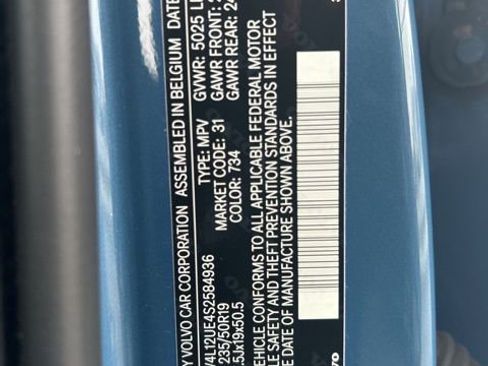 Y VOLVO CAR CORPORATION ASSEMBLED IN BELGIUM DATE
V4L12UE4S2584936 TYPE: MPV GVWR: 5025
235/50R19 MARKET CODE: 31 GAWR FRONT:
.5Jx19x50.5 COLOR: 734 GAWR REAR:
VEHICLE CONFORMS TO ALL APPLICABLE FEDERAL MOTOR
LE SAFETY AND THEFT PREVENTION STANDARDS IN EFFECT
DATE OF MANUFACTURE SHOWN ABOVE.